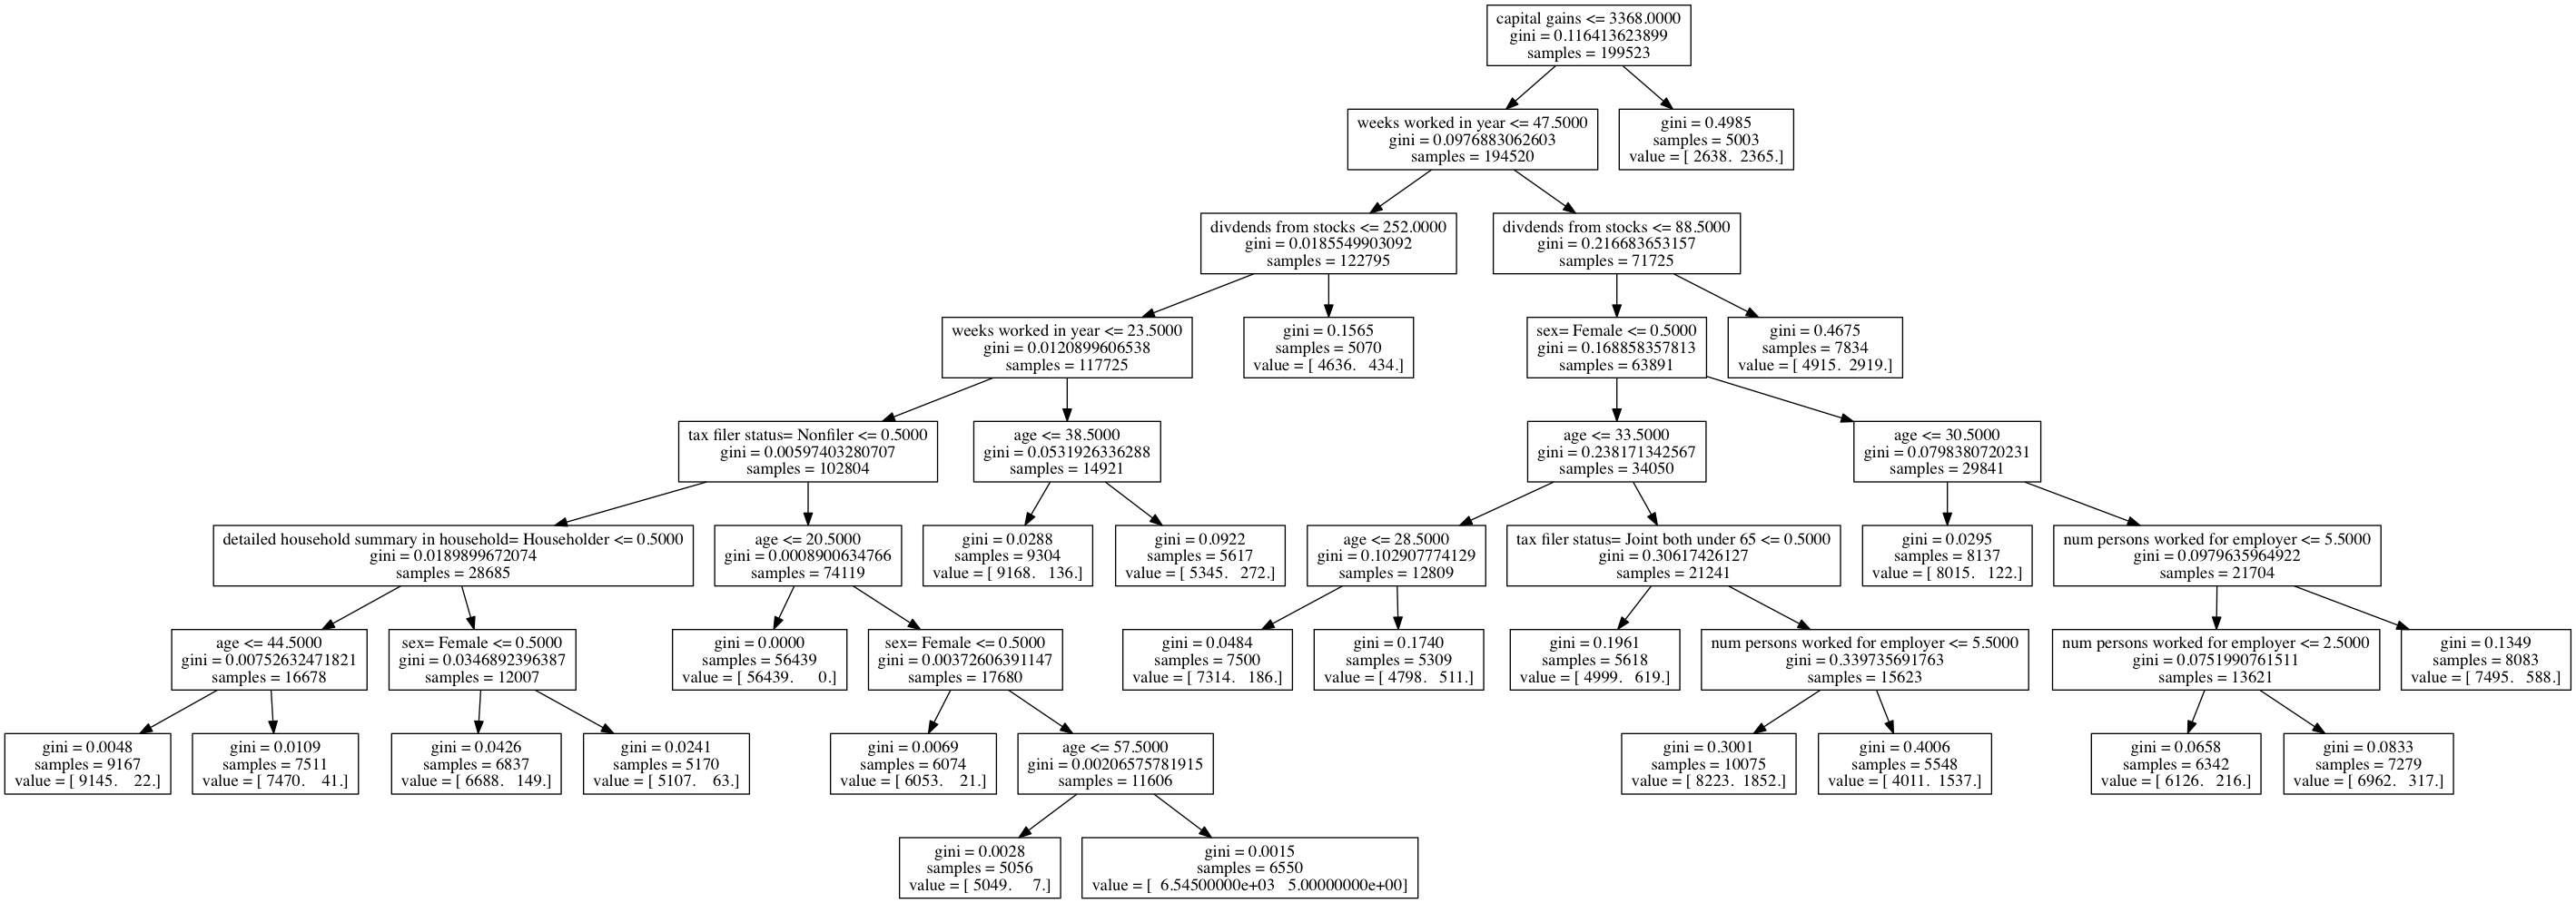 capital gains <= 3368.0000
gini = 0.116413623899
samples = 199523
weeks worked in year <= 47.5000
gini = 0.0976883062603
samples = 194520
gini = 0.4985
samples = 5003
value = [ 2638.  2365.]
divdends from stocks <= 252.0000
gini = 0.0185549903092
samples = 122795
divdends from stocks <= 88.5000
gini = 0.216683653157
samples = 71725
weeks worked in year <= 23.5000
gini = 0.0120899606538
samples = 117725
gini = 0.1565
samples = 5070
value = [ 4636.   434.]
sex= Female <= 0.5000
gini = 0.168858357813
samples = 63891
gini = 0.4675
samples = 7834
value = [ 4915.  2919.]
tax filer status= Nonfiler <= 0.5000
gini = 0.00597403280707
samples = 102804
age <= 38.5000
gini = 0.0531926336288
samples = 14921
age <= 33.5000
gini = 0.238171342567
samples = 34050
age <= 30.5000
gini = 0.0798380720231
samples = 29841
detailed household summary in household= Householder <= 0.5000
gini = 0.0189899672074
samples = 28685
age <= 20.5000
gini = 0.0008900634766
samples = 74119
gini = 0.0288
samples = 9304
value = [ 9168.   136.]
gini = 0.0922
samples = 5617
value = [ 5345.   272.]
age <= 28.5000
gini = 0.102907774129
samples = 12809
tax filer status= Joint both under 65 <= 0.5000
gini = 0.30617426127
samples = 21241
gini = 0.0295
samples = 8137
value = [ 8015.   122.]
num persons worked for employer <= 5.5000
gini = 0.0979635964922
samples = 21704
age <= 44.5000
gini = 0.00752632471821
samples = 16678
sex= Female <= 0.5000
gini = 0.0346892396387
samples = 12007
gini = 0.0000
samples = 56439
value = [ 56439.      0.]
sex= Female <= 0.5000
gini = 0.00372606391147
samples = 17680
gini = 0.0484
samples = 7500
value = [ 7314.   186.]
gini = 0.1740
samples = 5309
value = [ 4798.   511.]
gini = 0.1961
samples = 5618
value = [ 4999.   619.]
num persons worked for employer <= 5.5000
gini = 0.339735691763
samples = 15623
num persons worked for employer <= 2.5000
gini = 0.0751990761511
samples = 13621
gini = 0.1349
samples = 8083
value = [ 7495.   588.]
gini = 0.0048
samples = 9167
value = [ 9145.    22.]
gini = 0.0109
samples = 7511
value = [ 7470.    41.]
gini = 0.0426
samples = 6837
value = [ 6688.   149.]
gini = 0.0241
samples = 5170
value = [ 5107.    63.]
gini = 0.0069
samples = 6074
value = [ 6053.    21.]
age <= 57.5000
gini = 0.00206575781915
samples = 11606
gini = 0.3001
samples = 10075
value = [ 8223.  1852.]
gini = 0.4006
samples = 5548
value = [ 4011.  1537.]
gini = 0.0658
samples = 6342
value = [ 6126.   216.]
gini = 0.0833
samples = 7279
value = [ 6962.   317.]
gini = 0.0028
samples = 5056
value = [ 5049.     7.]
gini = 0.0015
samples = 6550
value = [  6.54500000e+03   5.00000000e+00]